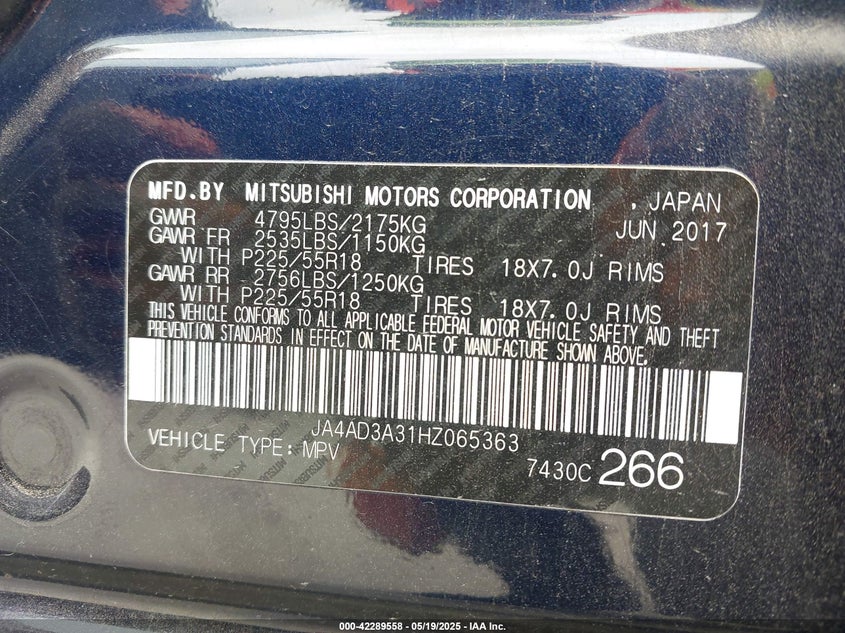 MFD.BY MITSUBISHI MOTORS CORPORATION , JAPAN
GVWR 4795LBS/2175KG JUN 2017
GAWR FR 2535LBS/1150KG
WITH P225/55R18 TIRES 18X7.0J RIMS
GAWR RR 2756LBS/1250KG
WITH P225/55R18 TIRES 18X7.0J RIMS
THIS VEHICLE CONFORMS TO ALL APPLICABLE FEDERAL MOTOR VEHICLE SAFETY AND THEFT
PREVENTION STANDARDS IN EFFECT ON THE DATE OF MANUFACTURE SHOWN ABOVE.
JA4AD3A31HZ065363
VEHICLE TYPE: MPV 7430C 266
000-42289558 - 05/19/2025 - IAA Inc.